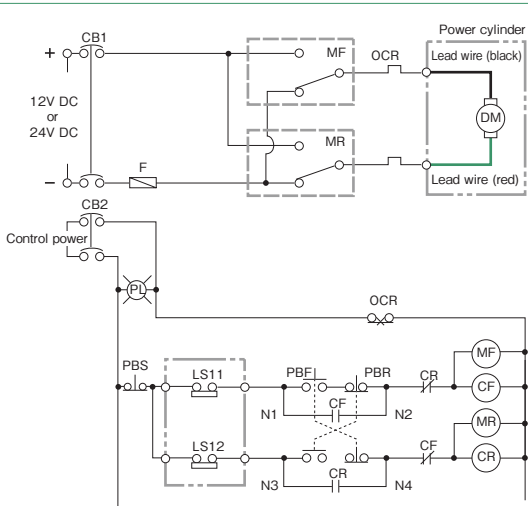 CB1
Power cylinder
+
MF
OCR
Lead wire (black)
12V DC
or
24V DC
DM
MR
F
−
Lead wire (red)
CB2
Control power
PL
OCR
PBS
LS11
PBF
PBR
CR
MF
CF
CF
N1
N2
MR
LS12
CF
CR
CR
N3
N4